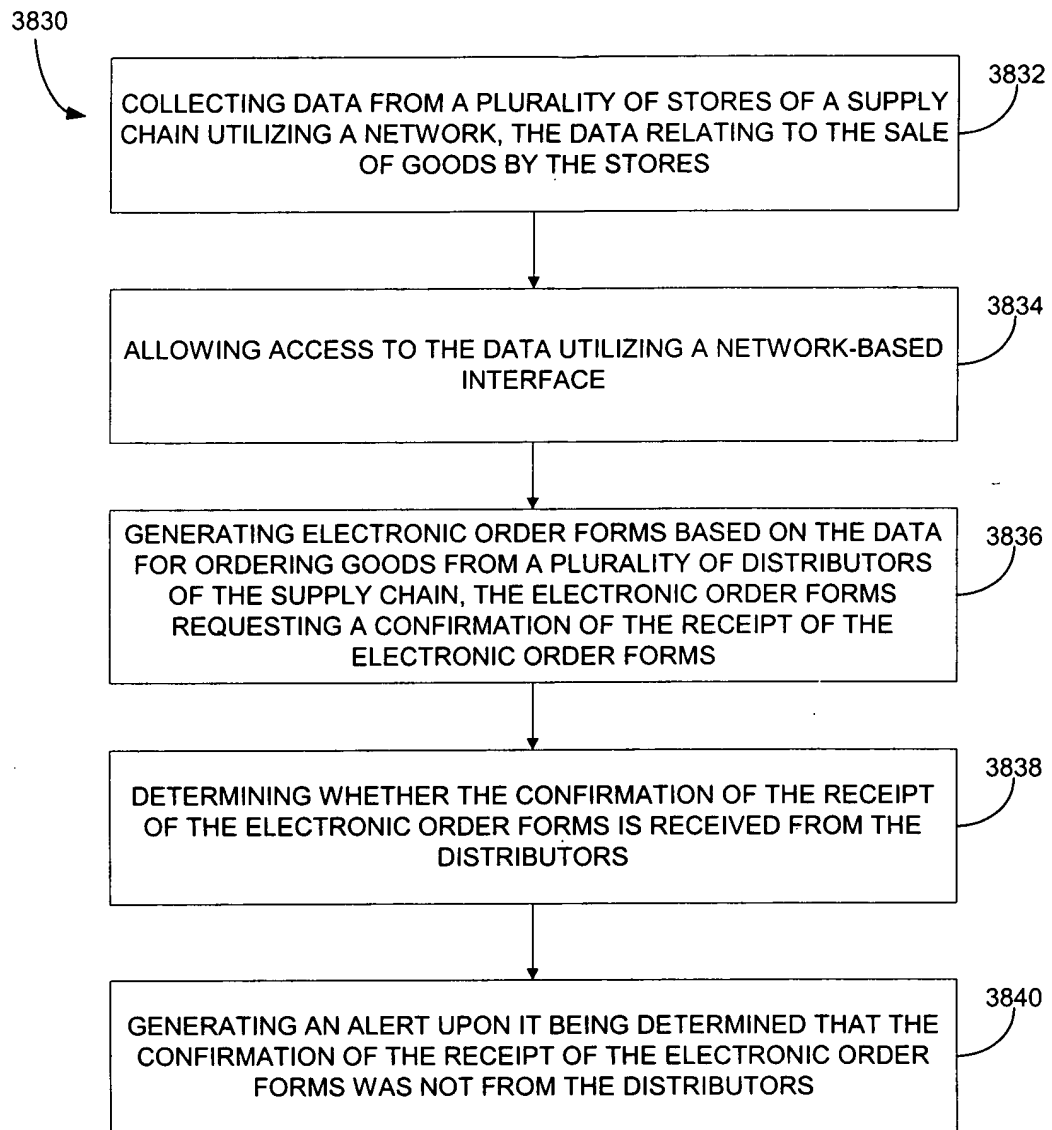 3830
3832
COLLECTING DATA FROM A PLURALITY OF STORES OF A SUPPLY
CHAIN UTILIZING A NETWORK, THE DATA RELATING TO THE SALE
OF GOODS BY THE STORES
3834
ALLOWING ACCESS TO THE DATA UTILIZING A NETWORK-BASED
INTERFACE
3836
GENERATING ELECTRONIC ORDER FORMS BASED ON THE DATA
FOR ORDERING GOODS FROM A PLURALITY OF DISTRIBUTORS
OF THE SUPPLY CHAIN, THE ELECTRONIC ORDER FORMS
REQUESTING A CONFIRMATION OF THE RECEIPT OF THE
ELECTRONIC ORDER FORMS
3838
DETERMINING WHETHER THE CONFIRMATION OF THE RECEIPT
OF THE ELECTRONIC ORDER FORMS IS RECEIVED FROM THE
DISTRIBUTORS
3840
GENERATING AN ALERT UPON IT BEING DETERMINED THAT THE
CONFIRMATION OF THE RECEIPT OF THE ELECTRONIC ORDER
FORMS WAS NOT FROM THE DISTRIBUTORS